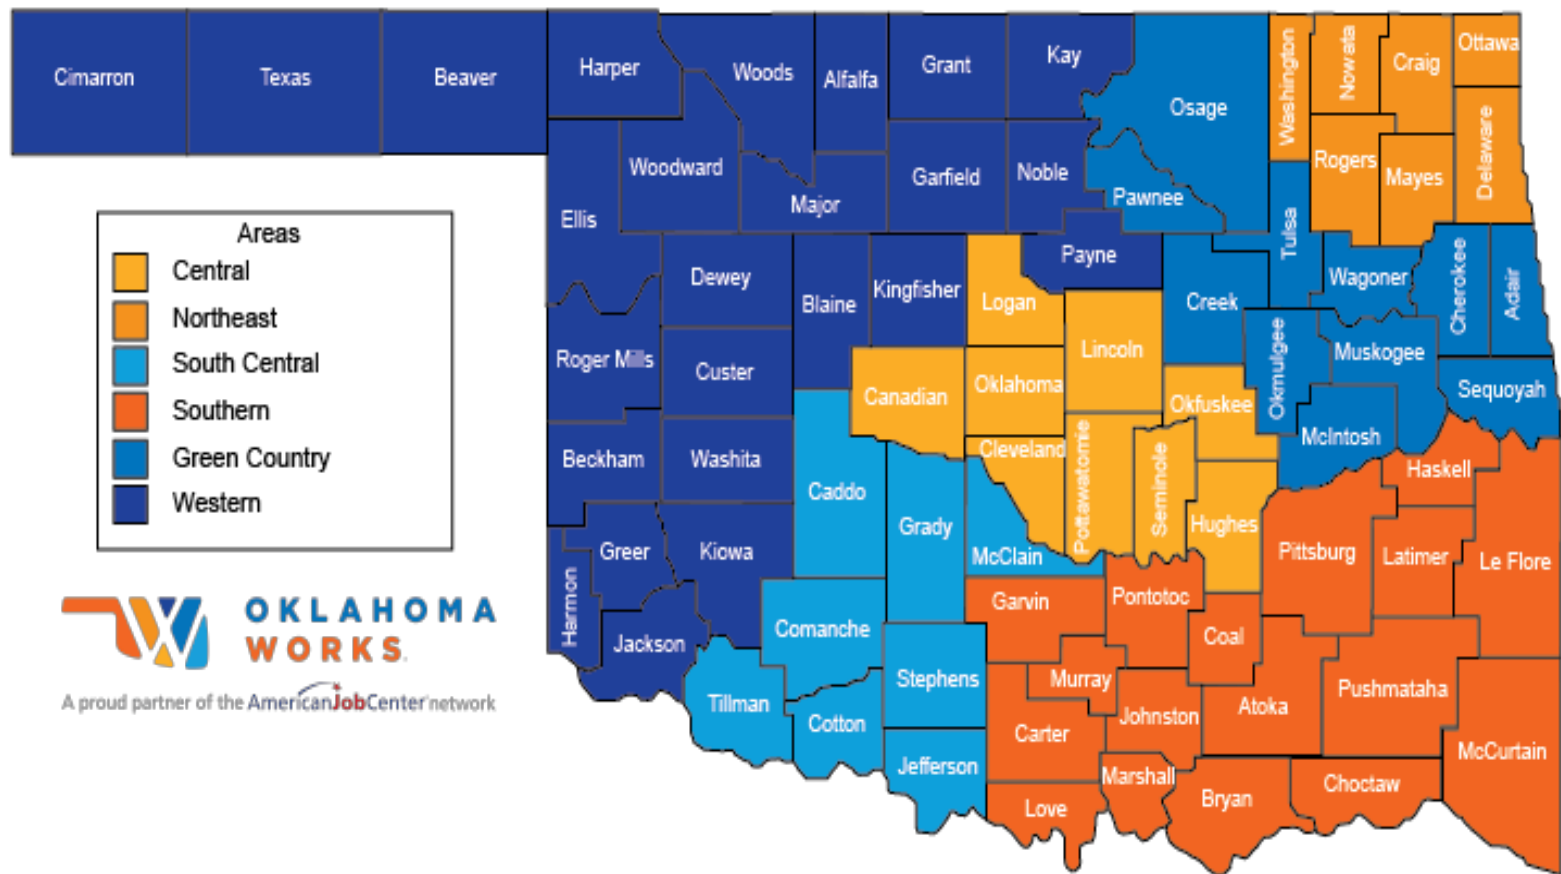 Cimarron
Texas
Beaver
Harper
Woods
Alfalfa
Grant
Kay
Osage
Washington
Nowata
Craig
Ottawa
Woodward
Ellis
Major
Garfield
Noble
Pawnee
Rogers
Mayes
Delaware
Areas
Central
Northeast
South Central
Southern
Green Country
Western
Dewey
Blaine
Kingfisher
Logan
Payne
Lincoln
Creek
Tulsa
Wagoner
Cherokee
Adair
Roger Mills
Custer
Canadian
Oklahoma
Okfuskee
Okmulgee
Muskogee
Sequoyah
Beckham
Washita
Caddo
Grady
Cleveland
Pottawatomie
Seminole
Hughes
McIntosh
Haskell
Harmon
Greer
Kiowa
McClain
Pittsburg
Latimer
Le Flore
Jackson
Comanche
Garvin
Pontotoc
Coal
Tillman
Cotton
Stephens
Murray
Johnston
Atoka
Pushmataha
Jefferson
Carter
Marshall
Love
Bryan
Choctaw
McCurtain
OKLAHOMA
WORKS
A proud partner of the AmericanJobCenter network